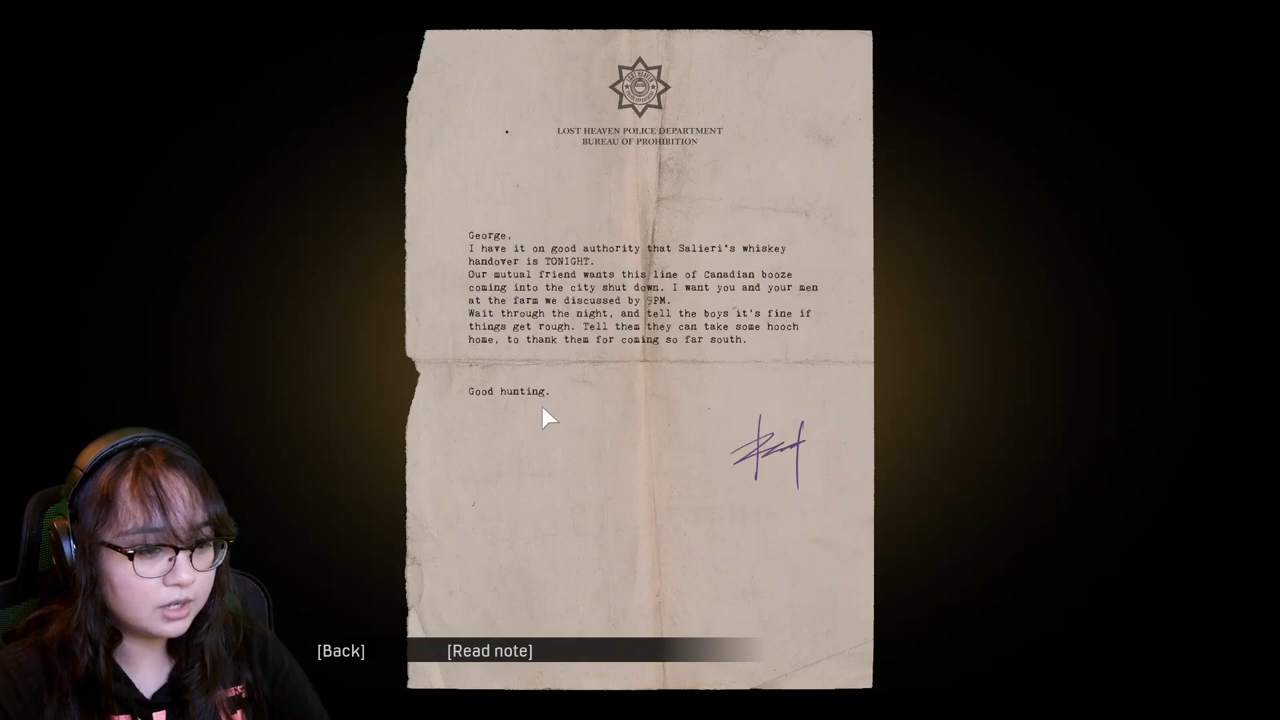 LOST HEAVEN POLICE DEPARTMENT
BUREAU OF PROHIBITION
George,
I have it on good authority that Salieri's whiskey
handover is TONIGHT.
Our mutual friend wants this line of Canadian booze
coming into the city shut down. I want you and your men
at the farm we discussed by 9PM.
Wait through the night, and tell the boys it's fine if
things get rough. Tell them they can take some hooch
home, to thank them for coming so far south.
Good hunting.
[Back]
[Read note]